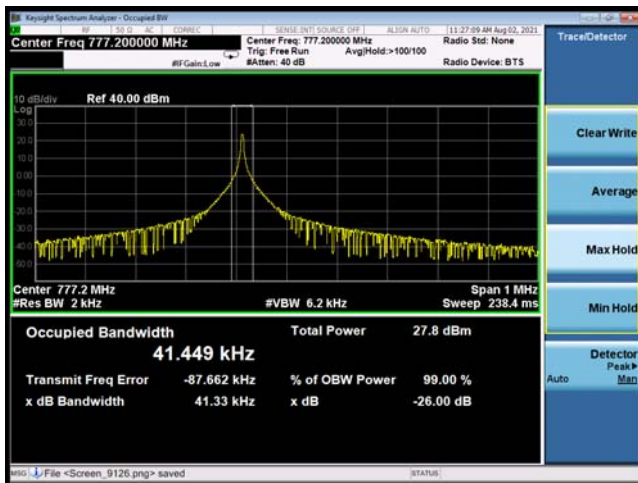 Keysight Spectrum Analyzer - Occupied BW
RF 50 Ω AC CORREC SENSE:INT SOURCE OFF ALIGN AUTO 11:27:09 AM Aug 02, 2021
Center Freq 777.200000 MHz Center Freq: 777.200000 MHz Radio Std: None
Trig: Free Run Avg|Hold:>100/100
#IFGain:Low #Atten: 40 dB Radio Device: BTS
Trace/Detector
10 dB/div Ref 40.00 dBm
Log
30.0
20.0
10.0
0.00
-10.0
-20.0
-30.0
-40.0
-50.0
Center 777.2 MHz Span 1 MHz
#Res BW 2 kHz #VBW 6.2 kHz Sweep 238.4 ms
Occupied Bandwidth Total Power 27.8 dBm
41.449 kHz
Transmit Freq Error -87.662 kHz % of OBW Power 99.00 %
x dB Bandwidth 41.33 kHz x dB -26.00 dB
Clear Write
Average
Max Hold
Min Hold
Detector
Peak▶
Auto Man
MSG File <Screen_9126.png> saved STATUS